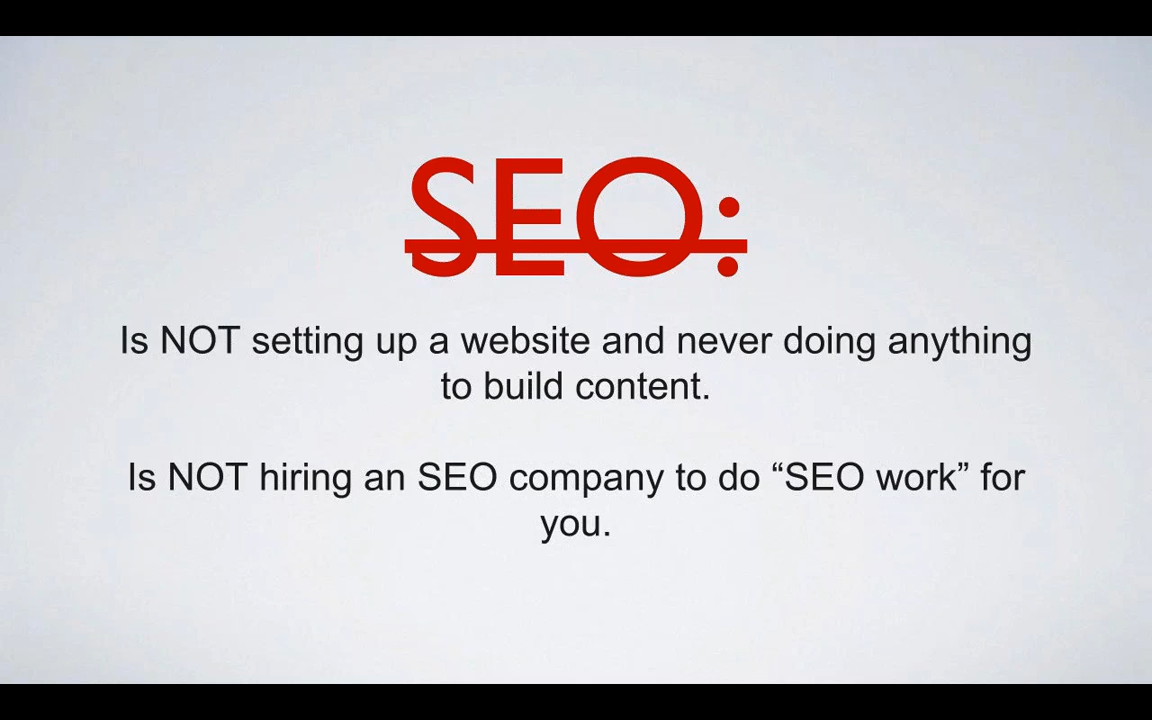 SEO:
Is NOT setting up a website and never doing anything
to build content.
Is NOT hiring an SEO company to do “SEO work” for
you.